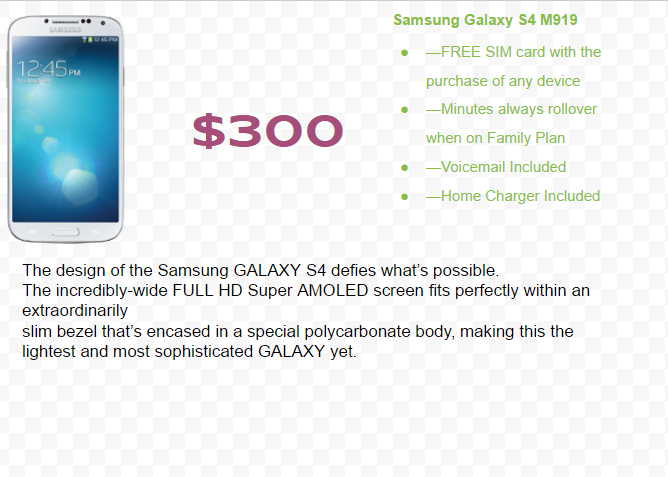 SAMSUNG
12:45 PM
12:45 PM
$300
Samsung Galaxy S4 M919
● —FREE SIM card with the
purchase of any device
● —Minutes always rollover
when on Family Plan
● —Voicemail Included
● —Home Charger Included
The design of the Samsung GALAXY S4 defies what's possible.
The incredibly-wide FULL HD Super AMOLED screen fits perfectly within an
extraordinarily
slim bezel that's encased in a special polycarbonate body, making this the
lightest and most sophisticated GALAXY yet.